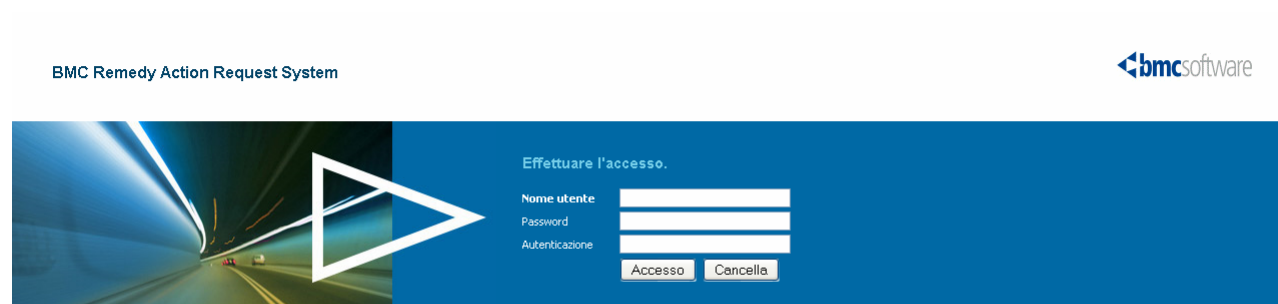 BMC Remedy Action Request System
bmcsoftware
Effettuare l'accesso.
Nome utente
Password
Autenticazione
Accesso Cancella